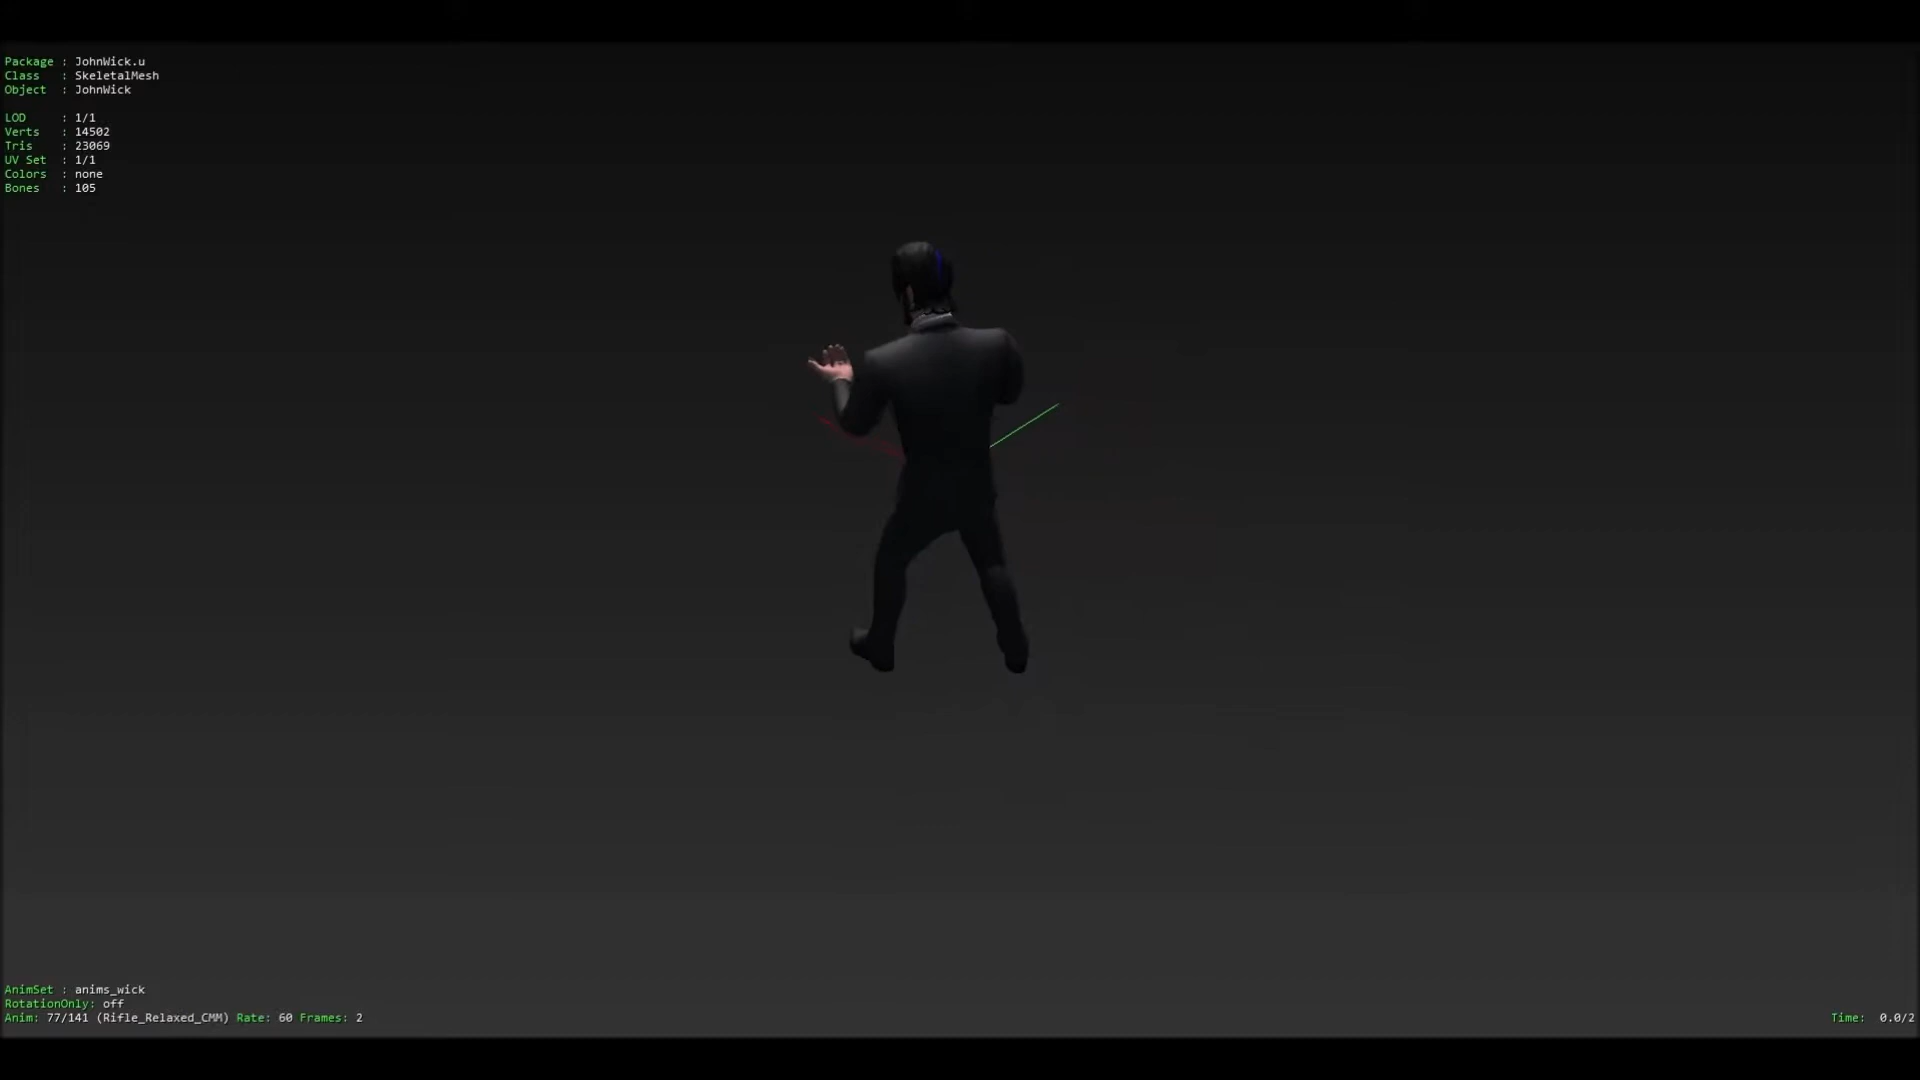 Package : JohnWick.u
Class : SkeletalMesh
Object : JohnWick
LOD : 1/1
Verts : 14502
Tris : 23069
UV Set : 1/1
Colors : none
Bones : 105
AnimSet : anims_wick
RotationOnly: off
Anim: 77/141 (Rifle_Relaxed_CMM) Rate: 60 Frames: 2
Time: 0.0/2